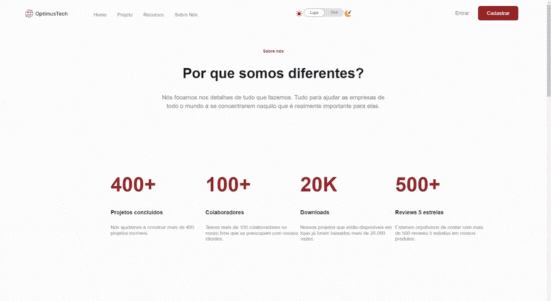 OptimusTech
Home Projeto Recursos Sobre Nós
Light Dark
Entrar
Cadastrar
Sobre nós
Por que somos diferentes?
Nós focamos nos detalhes de tudo que fazemos. Tudo para ajudar as empresas de
todo o mundo a se concentrarem naquilo que é realmente importante para elas.
400+
Projetos concluídos
Nós ajudamos a construir mais de 400
projetos incríveis.
100+
Colaboradores
Temos mais de 100 colaboradores no
nosso time que se preocupam com nossos
clientes.
20K
Downloads
Nossos projetos que estão disponíveis em
lojas já foram baixados mais de 20,000
vezes.
500+
Reviews 5 estrelas
Estamos orgulhosos de contar com mais
de 500 reviews 5 estrelas em nossos
produtos.